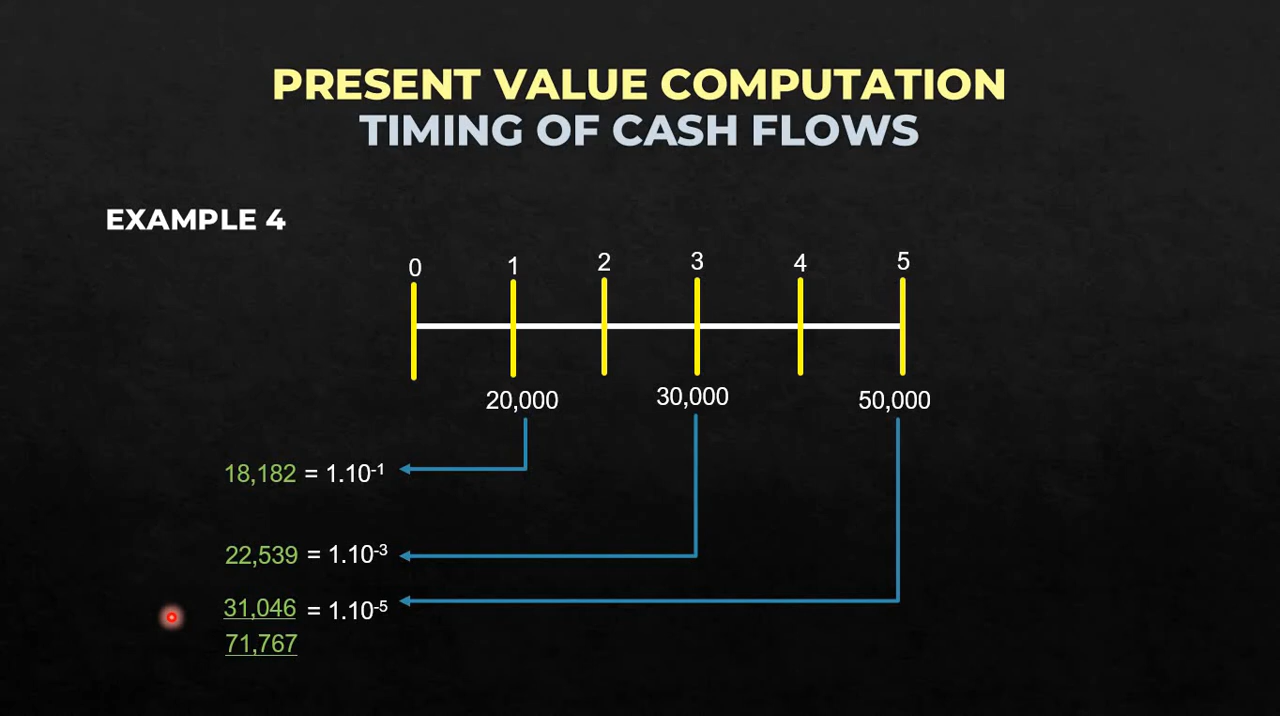 PRESENT VALUE COMPUTATION
TIMING OF CASH FLOWS
EXAMPLE 4
0 1 2 3 4 5
20,000 30,000 50,000
18,182 = 1.10⁻¹
22,539 = 1.10⁻³
31,046 = 1.10⁻⁵
71,767